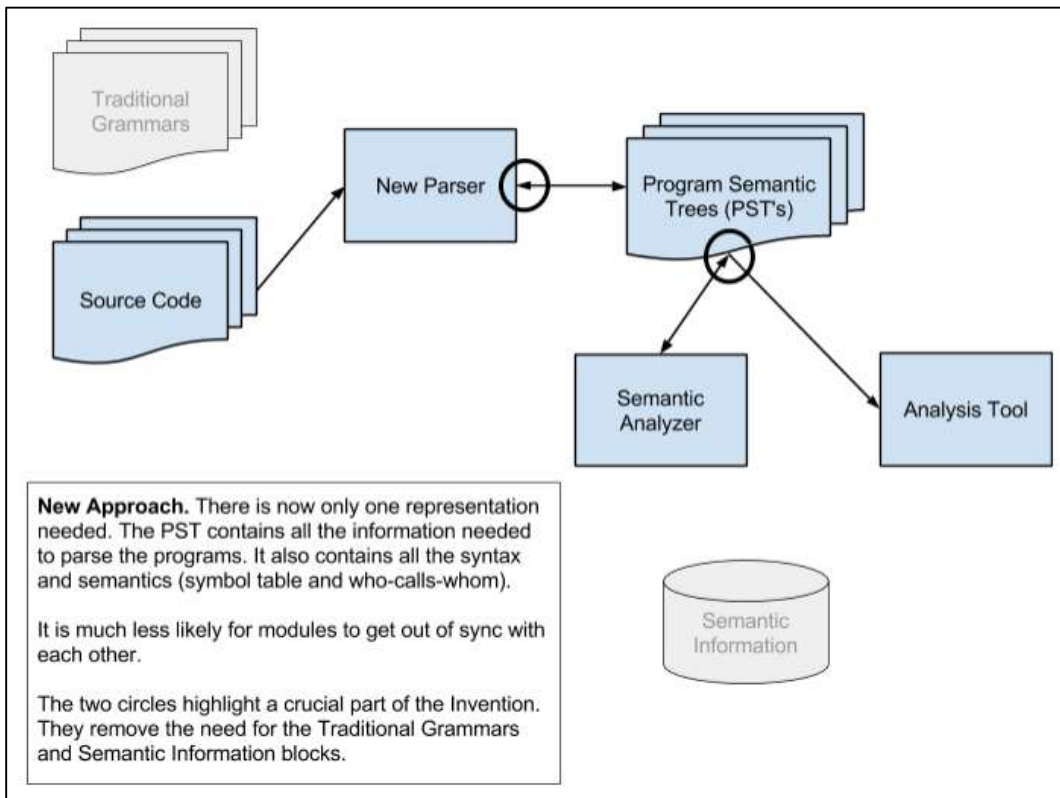 Traditional
Grammars
New Parser
Program Semantic
Trees (PST's)
Source Code
Semantic
Analyzer
Analysis Tool
New Approach. There is now only one representation
needed. The PST contains all the information needed
to parse the programs. It also contains all the syntax
and semantics (symbol table and who-calls-whom).
It is much less likely for modules to get out of sync with
each other.
The two circles highlight a crucial part of the Invention.
They remove the need for the Traditional Grammars
and Semantic Information blocks.
Semantic
Information